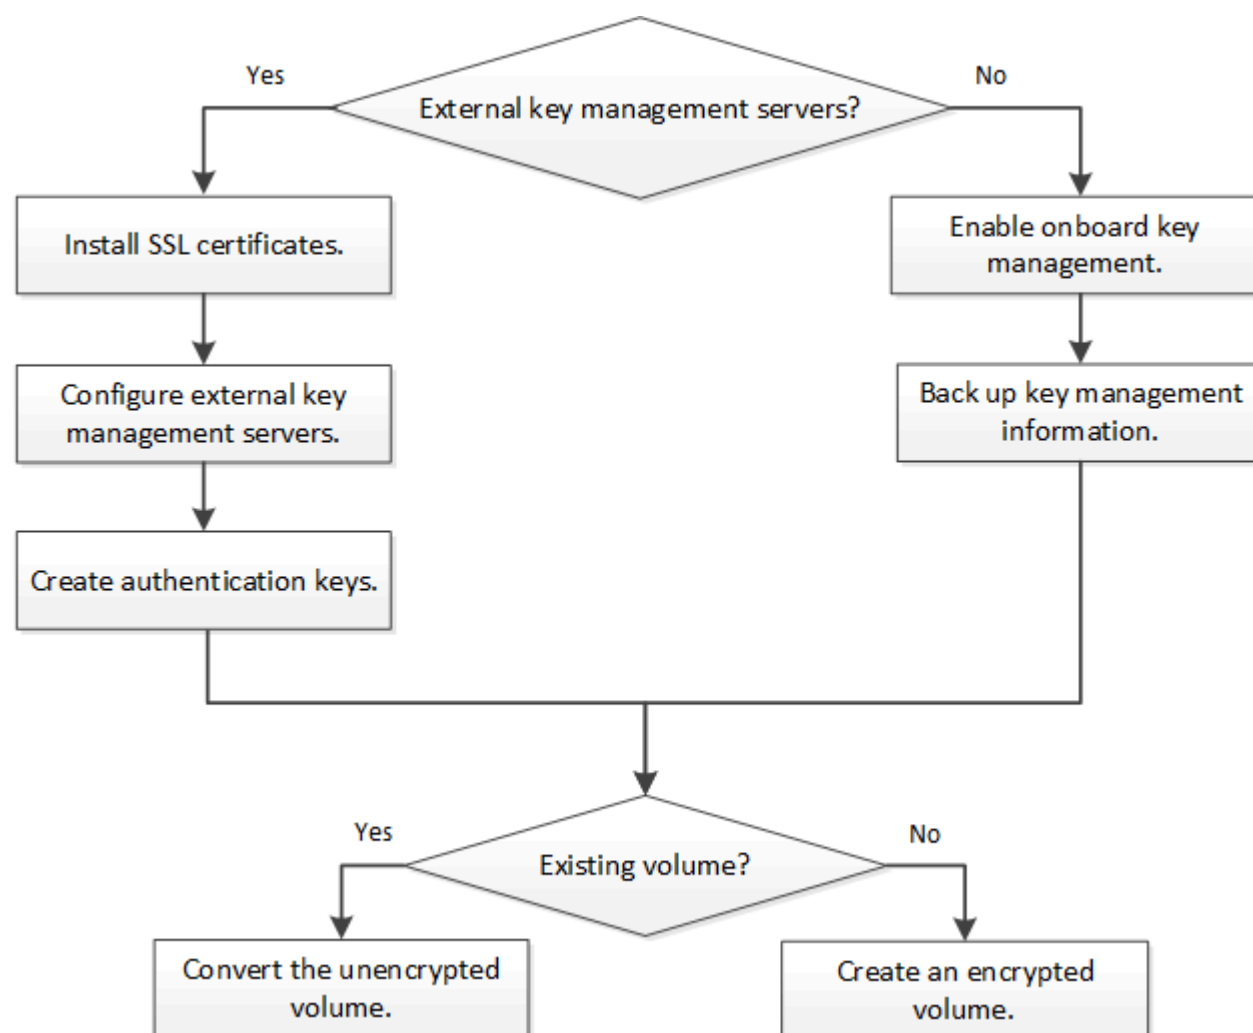 Yes
No
External key management servers?
Install SSL certificates.
Enable onboard key
management.
Configure external key
management servers.
Back up key management
information.
Create authentication keys.
Yes
No
Existing volume?
Convert the unencrypted
volume.
Create an encrypted
volume.